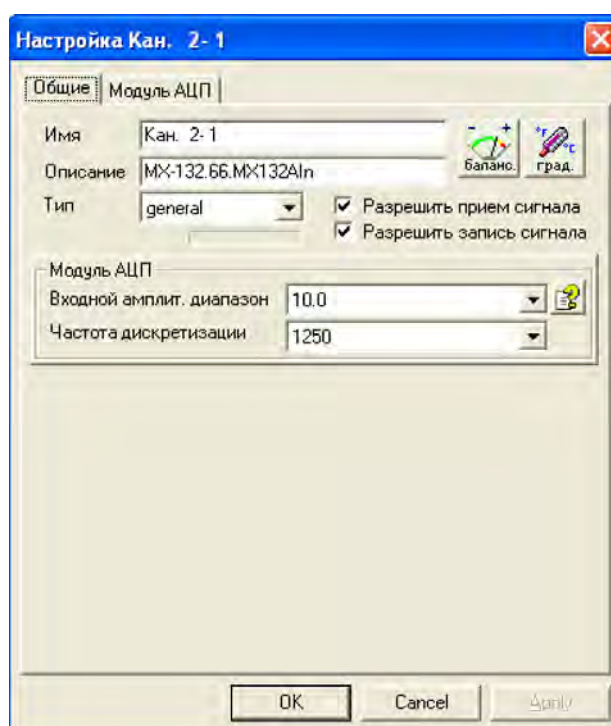 Настройка Кан. 2- 1
Общие Модуль АЦП
Имя Кан. 2- 1
баланс. град.
Описание MX-132.66.MX132AIn
Тип general Разрешить прием сигнала
Разрешить запись сигнала
Модуль АЦП
Входной амплит. диапазон 10.0
Частота дискретизации 1250
OK Cancel Apply